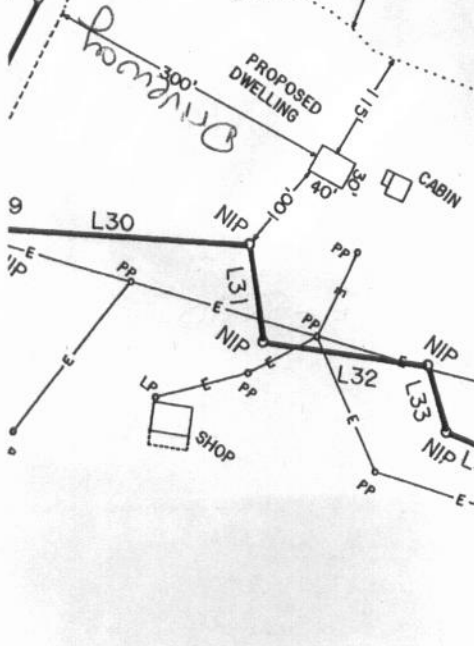 Driveway
300'
PROPOSED
DWELLING
115'
30'
40'
100'
CABIN
9
L30
NIP
NIP
E
PP
E
L31
PP
E
PP
E
NIP
L32
NIP
E
L33
E
PP
E
LP
SHOP
E
NIP
L
E
PP
E